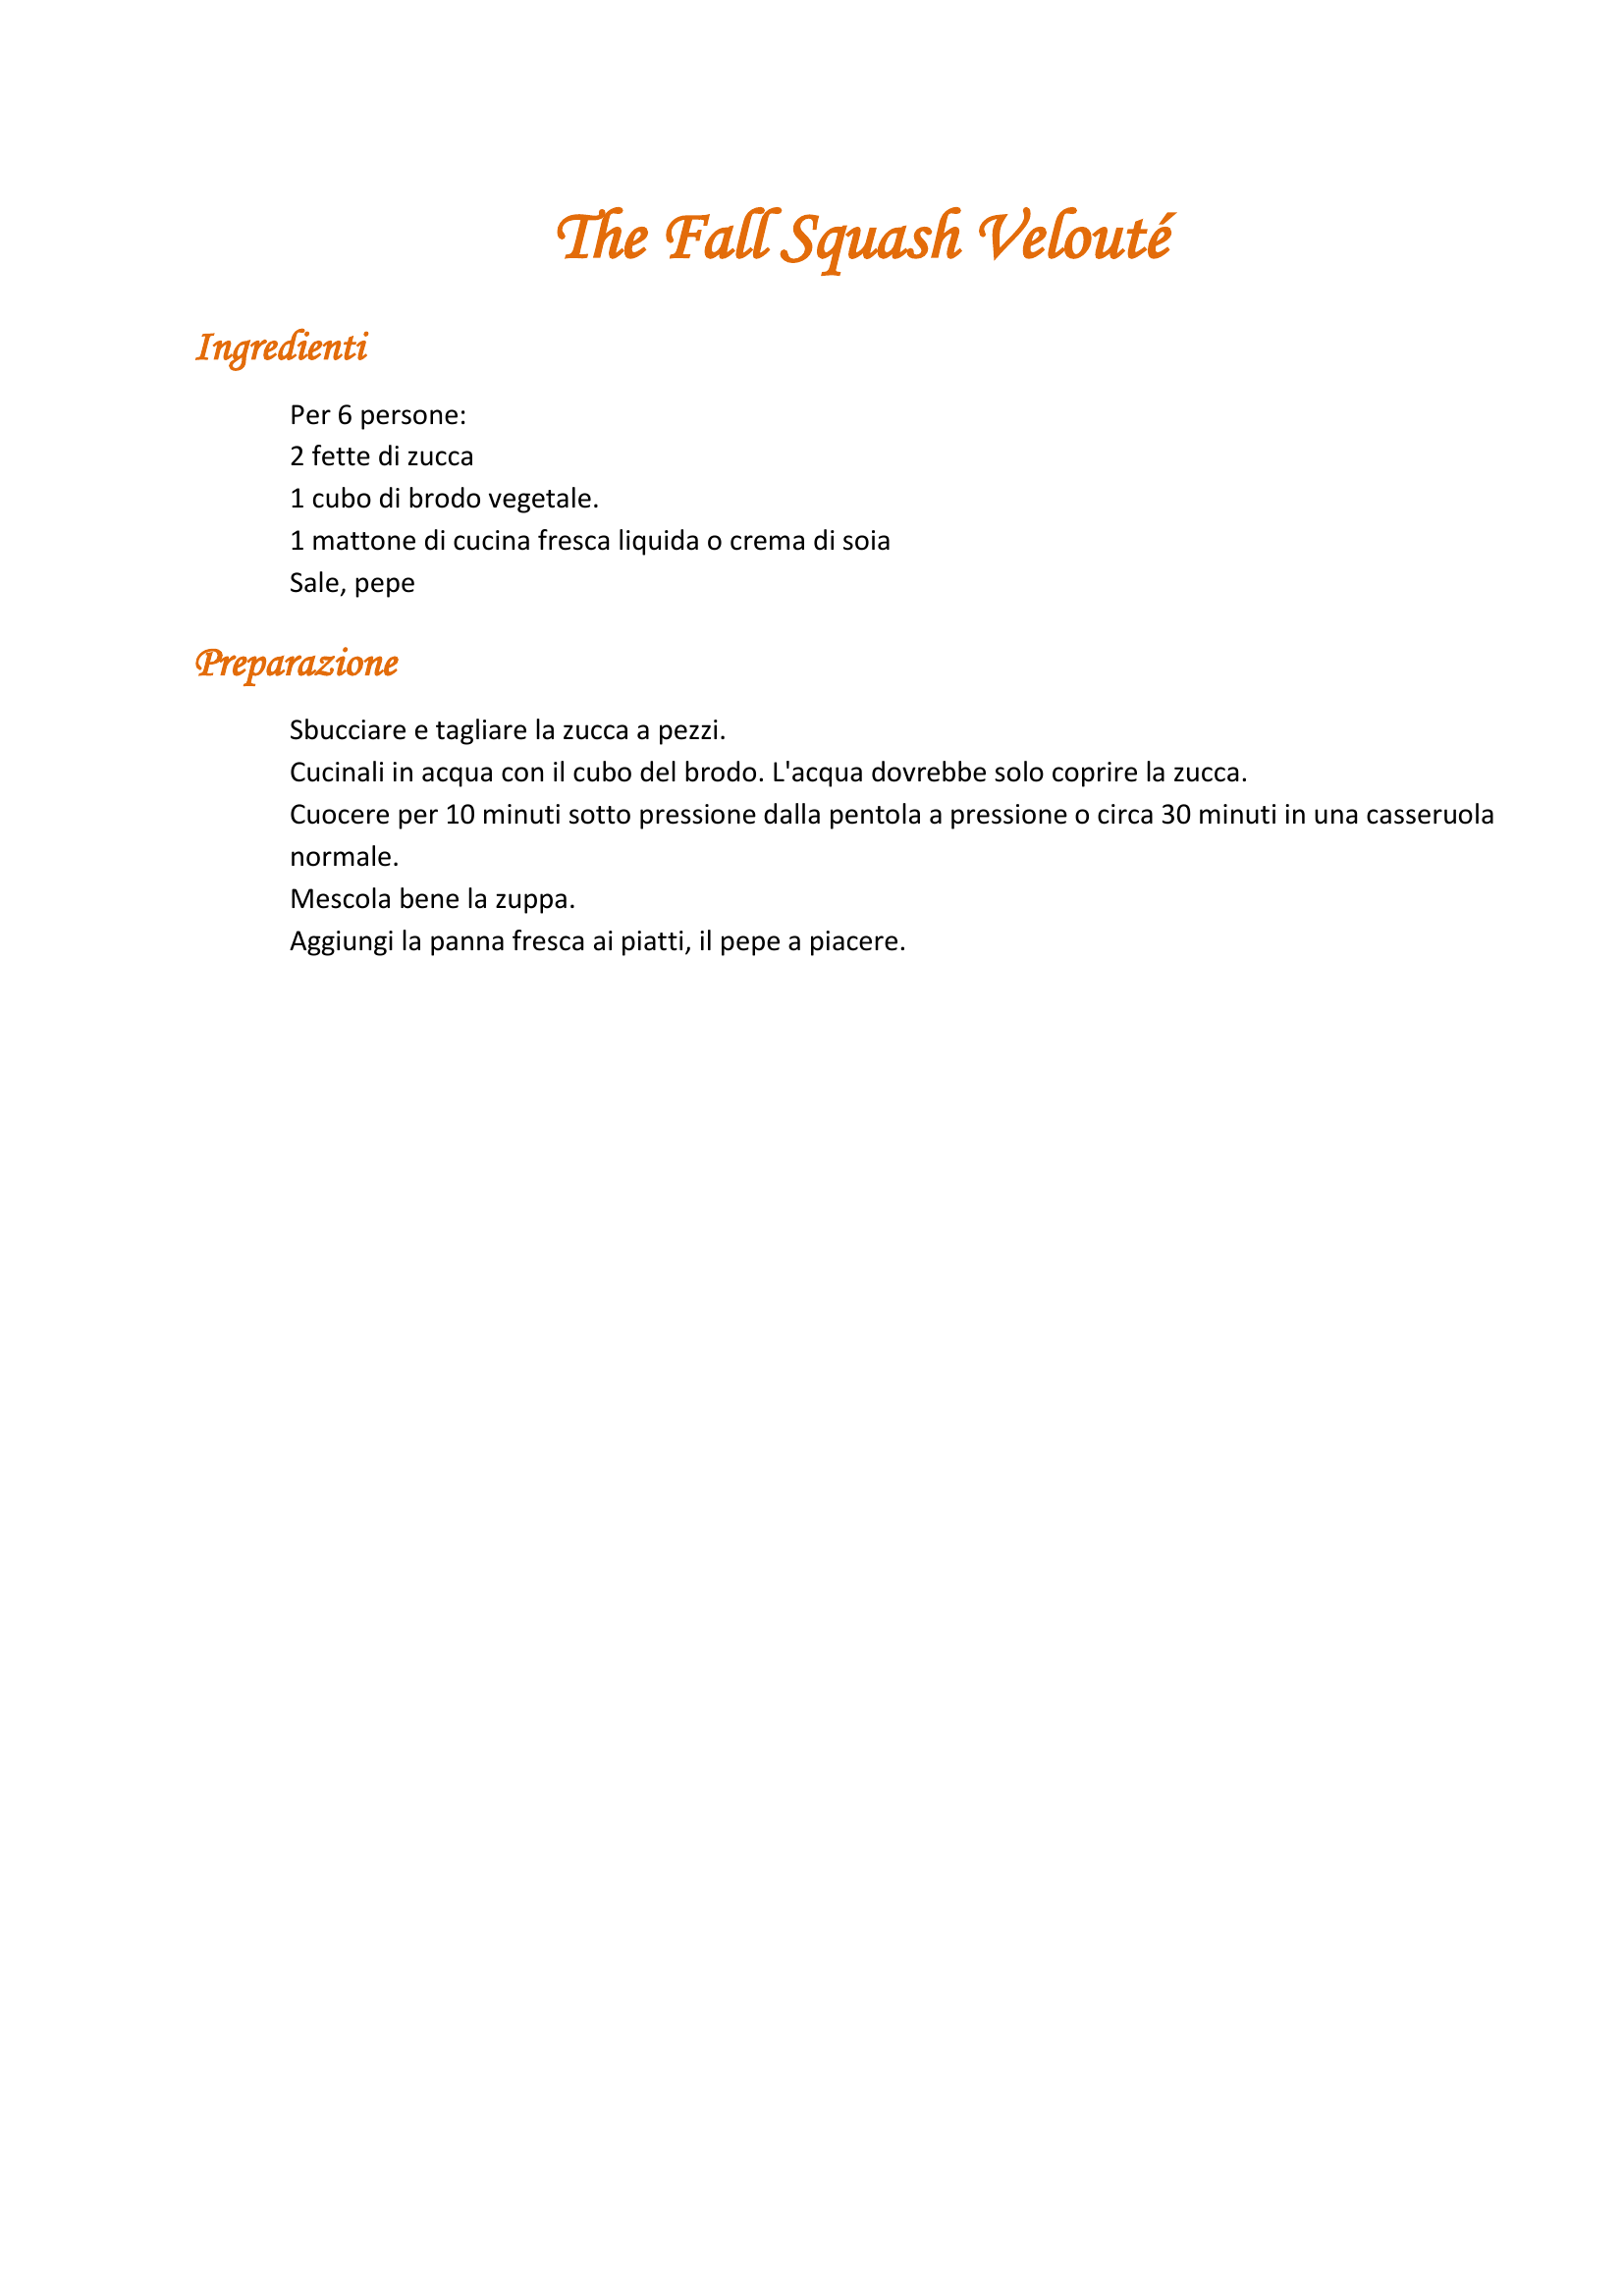 The Fall Squash Velouté
Ingredienti
Per 6 persone:
2 fette di zucca
1 cubo di brodo vegetale.
1 mattone di cucina fresca liquida o crema di soia
Sale, pepe
Preparazione
Sbucciare e tagliare la zucca a pezzi.
Cucinali in acqua con il cubo del brodo. L'acqua dovrebbe solo coprire la zucca.
Cuocere per 10 minuti sotto pressione dalla pentola a pressione o circa 30 minuti in una casseruola
normale.
Mescola bene la zuppa.
Aggiungi la panna fresca ai piatti, il pepe a piacere.